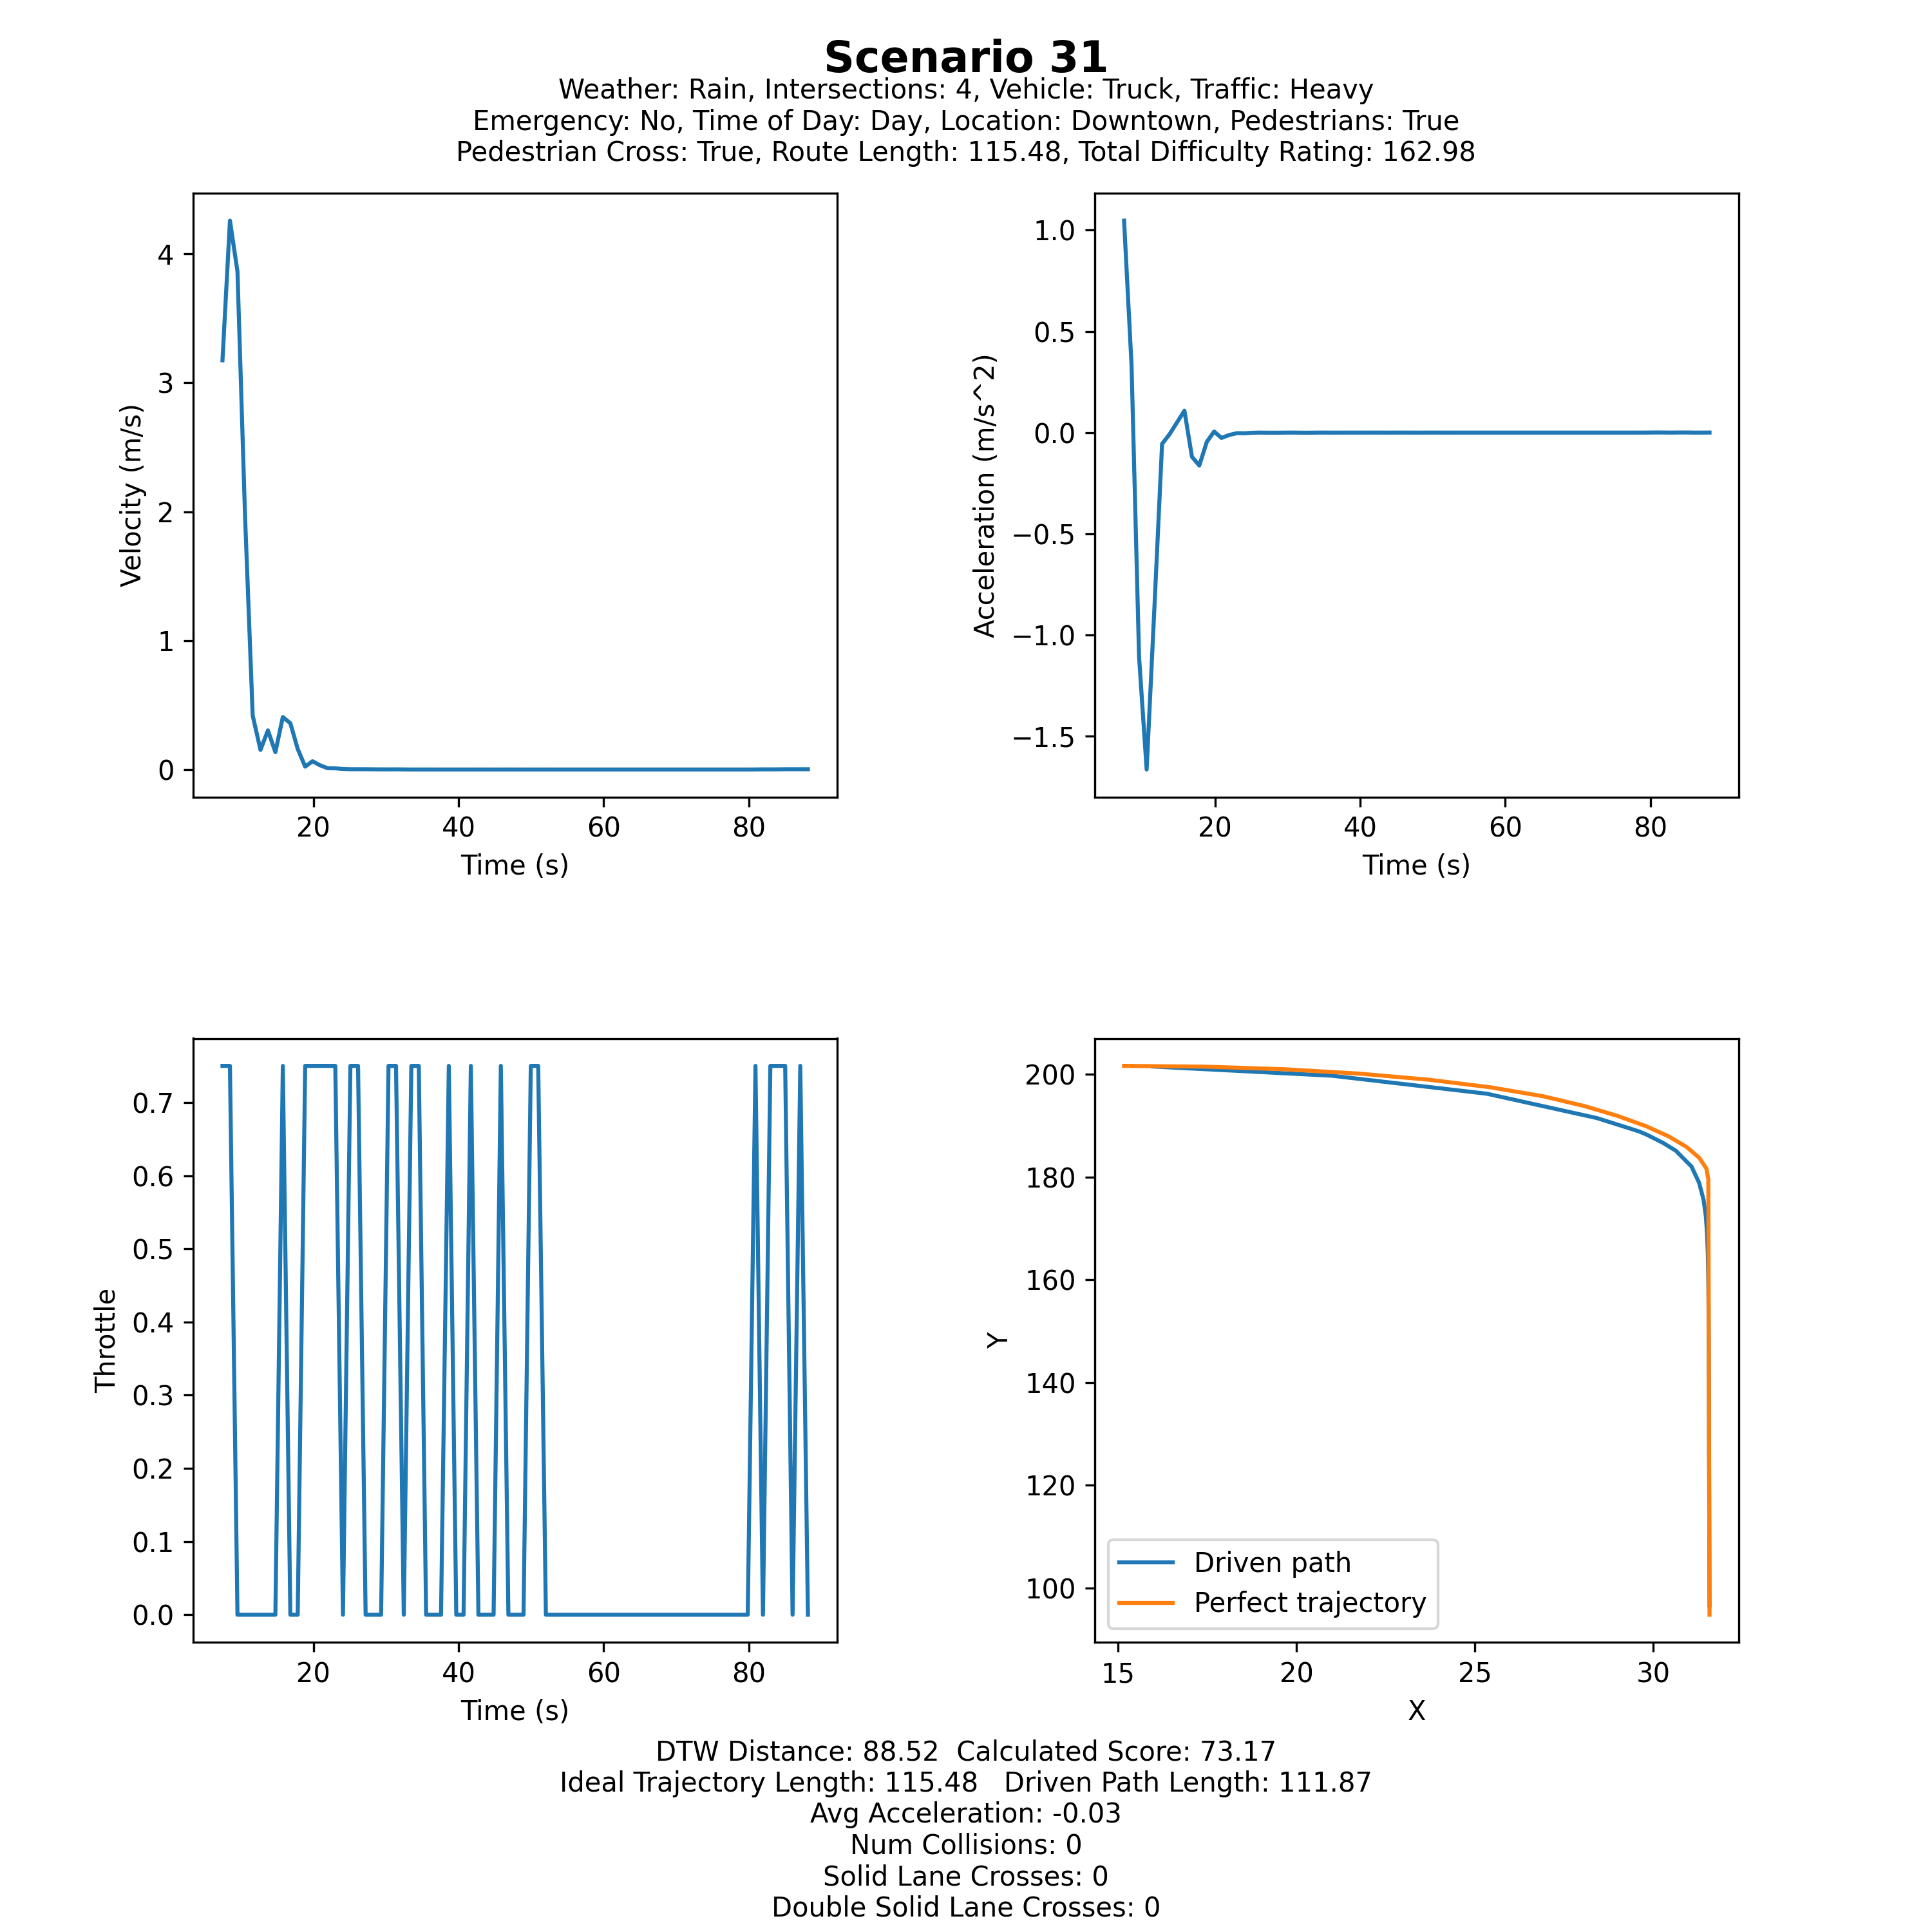 Scenario 31
Weather: Rain, Intersections: 4, Vehicle: Truck, Traffic: Heavy
Emergency: No, Time of Day: Day, Location: Downtown, Pedestrians: True
Pedestrian Cross: True, Route Length: 115.48, Total Difficulty Rating: 162.98
Velocity (m/s)
4
3
2
1
0
20 40 60 80
Time (s)
Acceleration (m/s^2)
1.0
0.5
0.0
−0.5
−1.0
−1.5
20 40 60 80
Time (s)
Throttle
0.7
0.6
0.5
0.4
0.3
0.2
0.1
0.0
20 40 60 80
Time (s)
Y
200
180
160
140
120
100
Driven path
Perfect trajectory
15 20 25 30
X
DTW Distance: 88.52 Calculated Score: 73.17
Ideal Trajectory Length: 115.48 Driven Path Length: 111.87
Avg Acceleration: -0.03
Num Collisions: 0
Solid Lane Crosses: 0
Double Solid Lane Crosses: 0